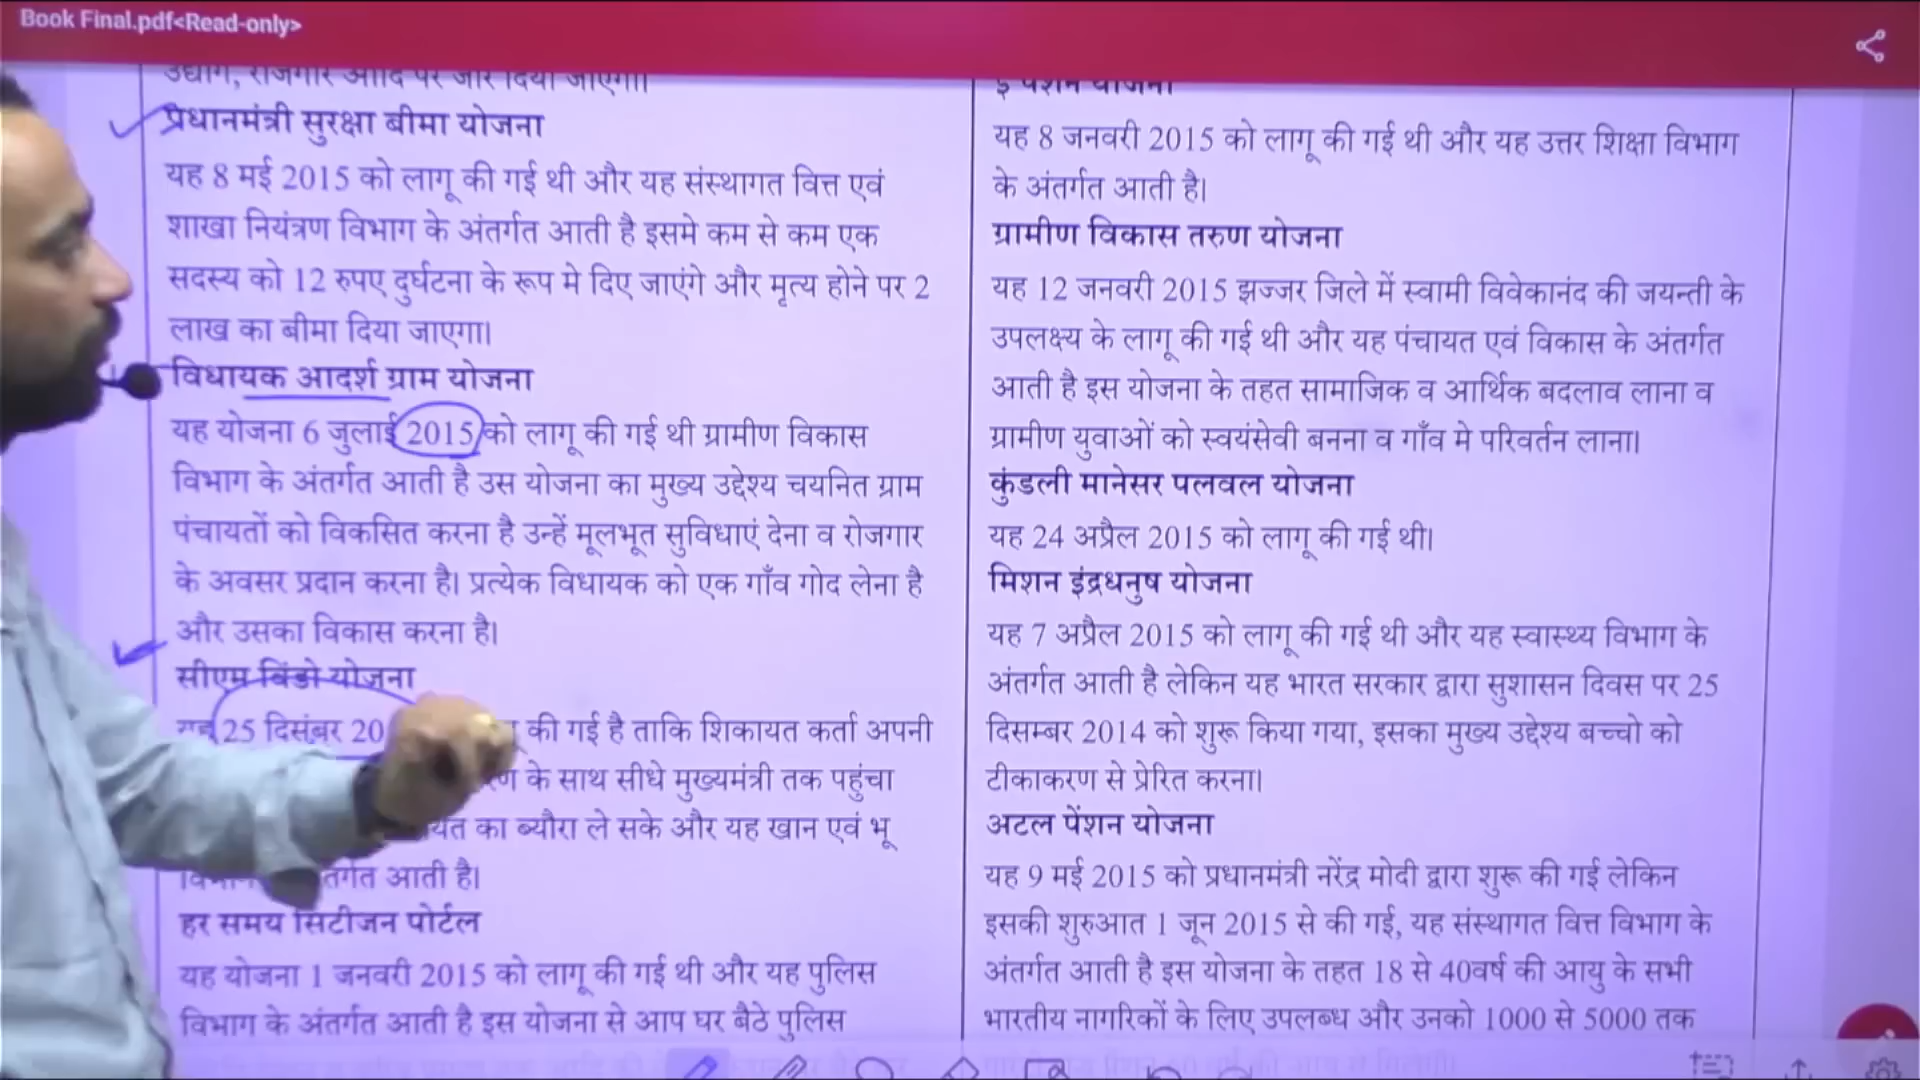 Book Final.pdf<Read-only>
उद्योग, रोजगार आदि पर जोर दिया जाएगा।
प्रधानमंत्री सुरक्षा बीमा योजना
यह 8 मई 2015 को लागू की गई थी और यह संस्थागत वित्त एवं
शाखा नियंत्रण विभाग के अंतर्गत आती है इसमे कम से कम एक
सदस्य को 12 रुपए दुर्घटना के रूप मे दिए जाएंगे और मृत्य होने पर 2
लाख का बीमा दिया जाएगा।
विधायक आदर्श ग्राम योजना
यह योजना 6 जुलाई 2015 को लागू की गई थी ग्रामीण विकास
विभाग के अंतर्गत आती है उस योजना का मुख्य उद्देश्य चयनित ग्राम
पंचायतों को विकसित करना है उन्हें मूलभूत सुविधाएं देना व रोजगार
के अवसर प्रदान करना है। प्रत्येक विधायक को एक गाँव गोद लेना है
और उसका विकास करना है।
सीएम विंडो योजना
यह 25 दिसंबर 20 की गई है ताकि शिकायत कर्ता अपनी
के साथ सीधे मुख्यमंत्री तक पहुंचा
का ब्यौरा ले सके और यह खान एवं भू
आती है।
हर समय सिटीजन पोर्टल
यह योजना 1 जनवरी 2015 को लागू की गई थी और यह पुलिस
विभाग के अंतर्गत आती है इस योजना से आप घर बैठे पुलिस
ई पेंशन योजना
यह 8 जनवरी 2015 को लागू की गई थी और यह उत्तर शिक्षा विभाग
के अंतर्गत आती है।
ग्रामीण विकास तरुण योजना
यह 12 जनवरी 2015 झज्जर जिले में स्वामी विवेकानंद की जयन्ती के
उपलक्ष्य के लागू की गई थी और यह पंचायत एवं विकास के अंतर्गत
आती है इस योजना के तहत सामाजिक व आर्थिक बदलाव लाना व
ग्रामीण युवाओं को स्वयंसेवी बनना व गाँव मे परिवर्तन लाना।
कुंडली मानेसर पलवल योजना
यह 24 अप्रैल 2015 को लागू की गई थी।
मिशन इंद्रधनुष योजना
यह 7 अप्रैल 2015 को लागू की गई थी और यह स्वास्थ्य विभाग के
अंतर्गत आती है लेकिन यह भारत सरकार द्वारा सुशासन दिवस पर 25
दिसम्बर 2014 को शुरू किया गया, इसका मुख्य उद्देश्य बच्चो को
टीकाकरण से प्रेरित करना।
अटल पेंशन योजना
यह 9 मई 2015 को प्रधानमंत्री नरेंद्र मोदी द्वारा शुरू की गई लेकिन
इसकी शुरुआत 1 जून 2015 से की गई, यह संस्थागत वित्त विभाग के
अंतर्गत आती है इस योजना के तहत 18 से 40वर्ष की आयु के सभी
भारतीय नागरिकों के लिए उपलब्ध और उनको 1000 से 5000 तक